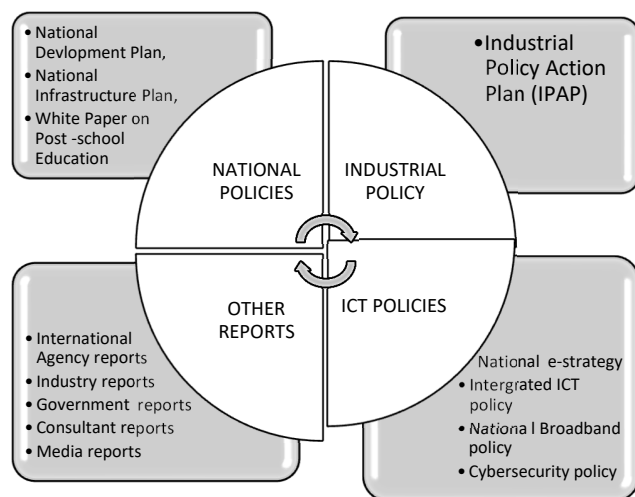 • National
Devlopment Plan,
• National
Infrastructure Plan,
• White Paper on
Post -school
Education
• Industrial
Policy Action
Plan (IPAP)
NATIONAL
POLICIES
INDUSTRIAL
POLICY
OTHER
REPORTS
ICT POLICIES
• International
Agency reports
• Industry reports
• Government reports
• Consultant reports
• Media reports
National e-strategy
• Intergrated ICT
policy
• National Broadband
policy
• Cybersecurity policy